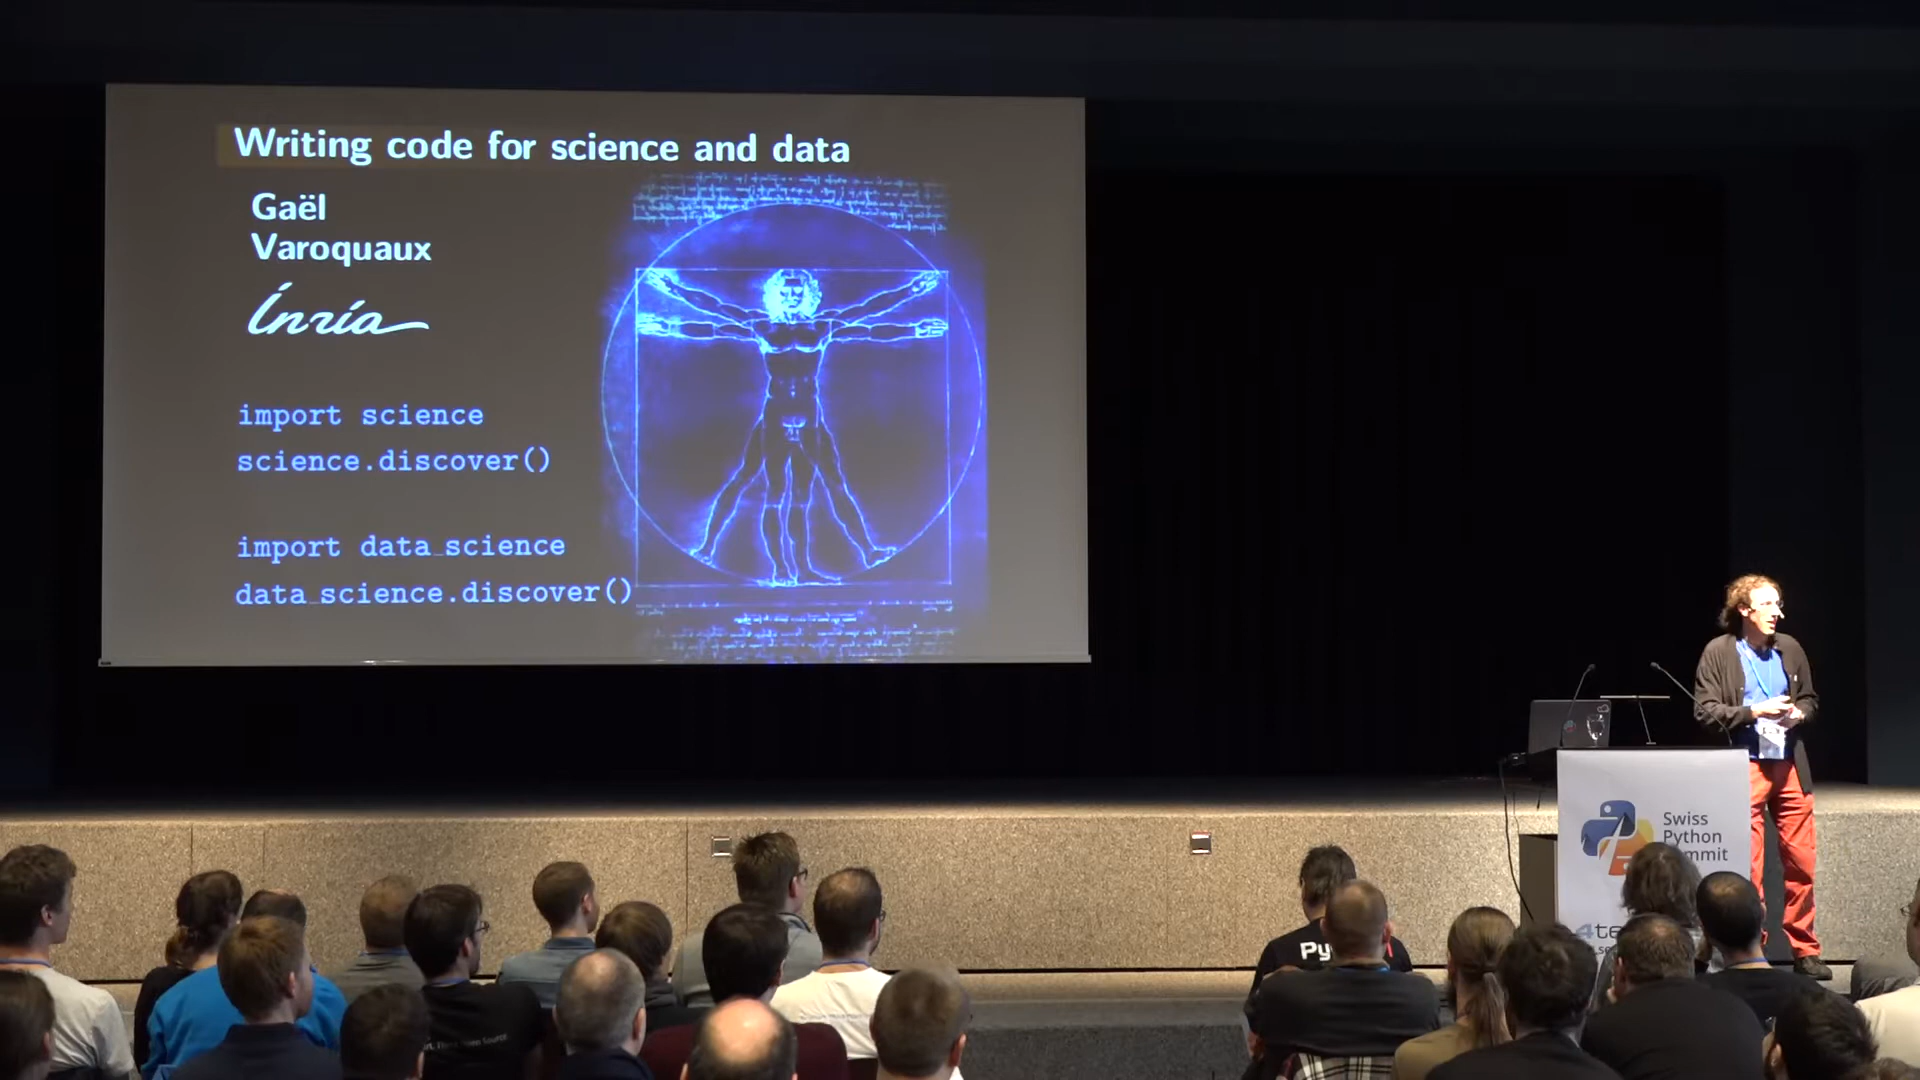 Writing code for science and data
Gaël
Varoquaux
Inria
import science
science.discover()
import data_science
data_science.discover()
Swiss
Python